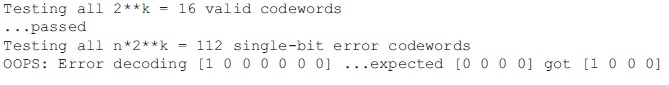 Testing all 2**k = 16 valid codewords
...passed
Testing all n*2**k = 112 single-bit error codewords
OOPS: Error decoding [1 0 0 0 0 0 0] ...expected [0 0 0 0] got [1 0 0 0]